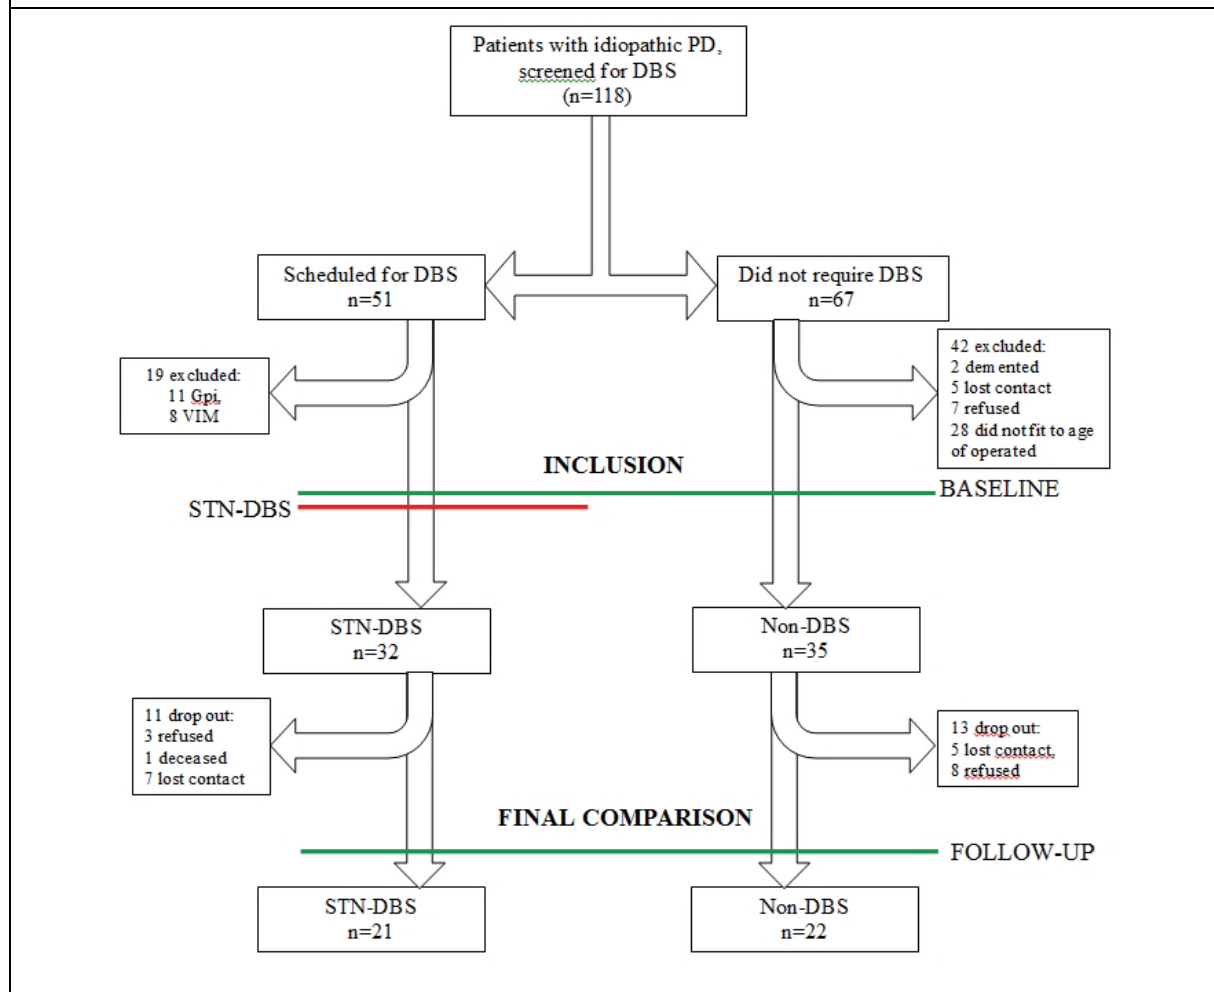 Patients with idiopathic PD,
screened for DBS
(n=118)
Scheduled for DBS
n=51
Did not require DBS
n=67
19 excluded:
11 Gpi,
8 VIM
42 excluded:
2 demented
5 lost contact
7 refused
28 did not fit to age
of operated
INCLUSION
BASELINE
STN-DBS
STN-DBS
n=32
Non-DBS
n=35
11 drop out:
3 refused
1 deceased
7 lost contact
13 drop out:
5 lost contact,
8 refused
FINAL COMPARISON
FOLLOW-UP
STN-DBS
n=21
Non-DBS
n=22